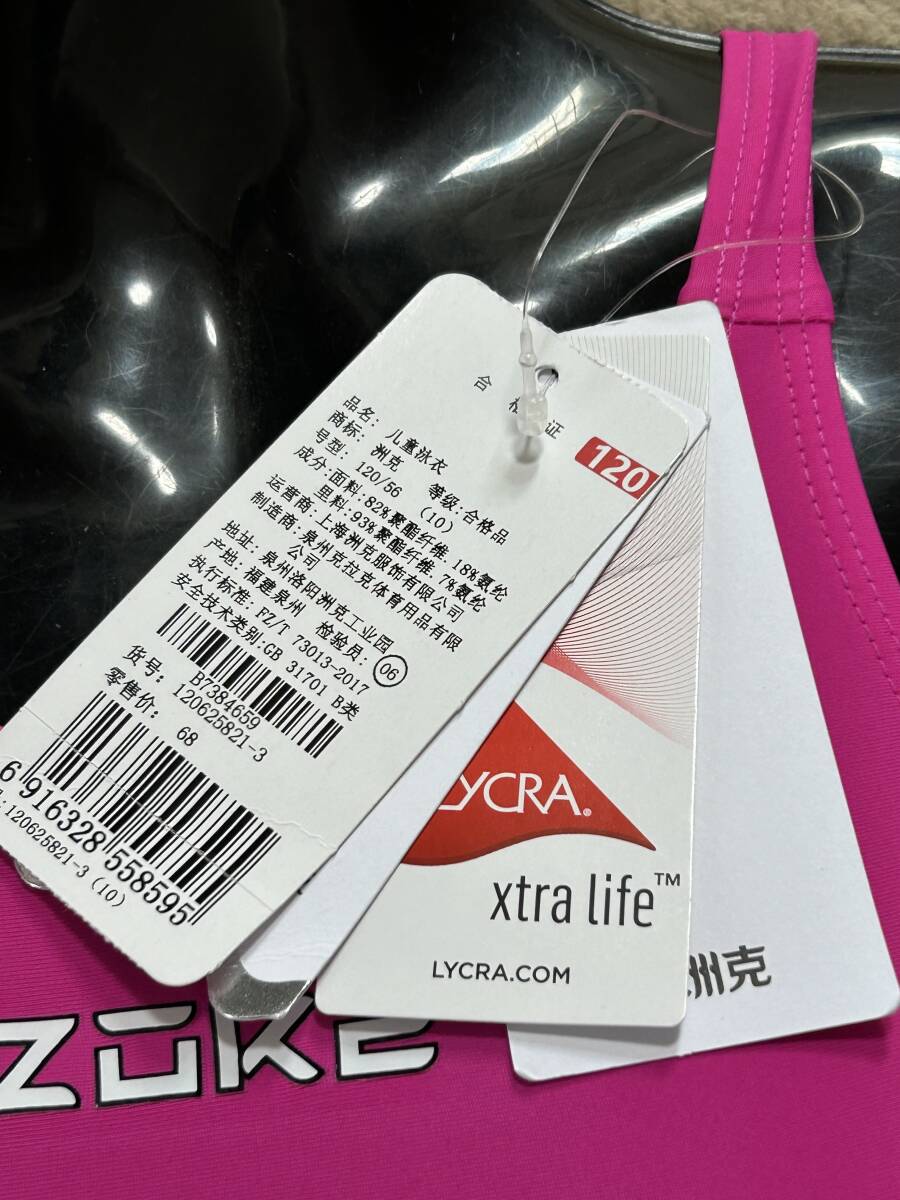 合格证
120
品名: 儿童泳衣
商标: 洲克 等级:合格品
号型: 120/56 (10)
成分:面料:82%聚酯纤维 18%氨纶
里料:93%聚酯纤维 7%氨纶
运营商:上海洲克服饰有限公司
制造商: 泉州克拉克体育用品有限
公司
地址: 泉州洛阳洲克工业园
产地: 福建泉州 检验员: 06
执行标准: FZ/T 73013-2017
安全技术类别:GB 31701 B类
B7384659
货号: 120625821-3
零售价: 68
6 916328 558595
120625821-3(10)
LYCRA®
xtra life™
LYCRA.COM
洲克
ZOKE